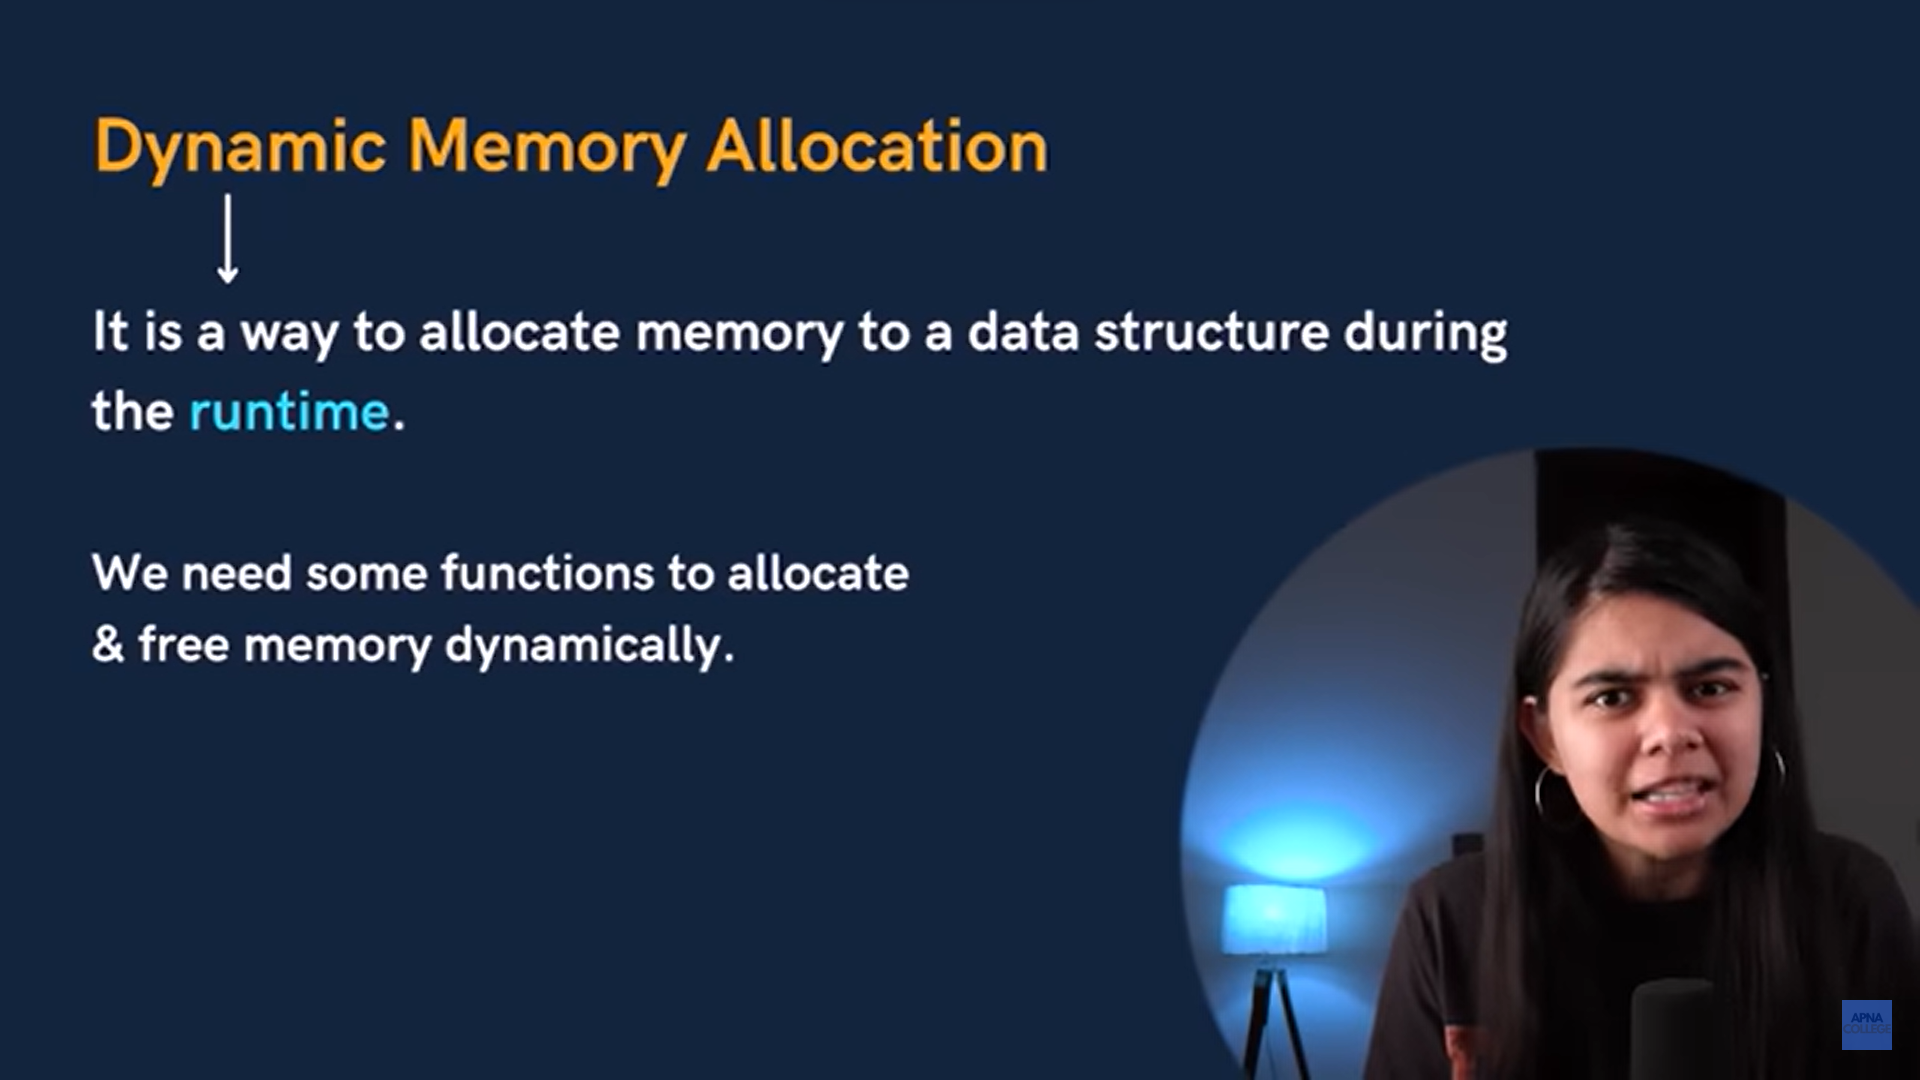 Dynamic Memory Allocation
It is a way to allocate memory to a data structure during
the runtime.
We need some functions to allocate
& free memory dynamically.
APNA
COLLEGE